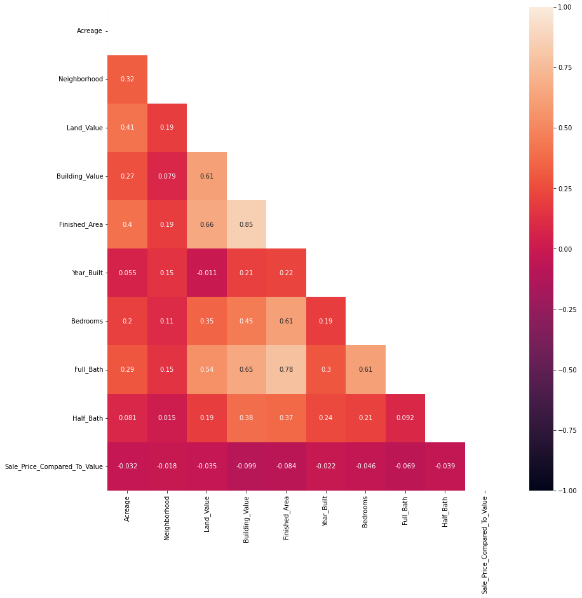 Acreage
Neighborhood
0.32
Land_Value
0.41 0.19
Building_Value
0.27 0.079 0.61
Finished_Area
0.4 0.19 0.66 0.85
Year_Built
0.055 0.15 -0.011 0.21 0.22
Bedrooms
0.2 0.11 0.35 0.45 0.61 0.19
Full_Bath
0.29 0.15 0.54 0.65 0.78 0.3 0.61
Half_Bath
0.081 0.015 0.19 0.38 0.37 0.24 0.21 0.092
Sale_Price_Compared_To_Value
-0.032 -0.018 -0.035 -0.099 -0.084 -0.022 -0.046 -0.069 -0.039
Acreage
Neighborhood
Land_Value
Building_Value
Finished_Area
Year_Built
Bedrooms
Full_Bath
Half_Bath
Sale_Price_Compared_To_Value
1.00
0.75
0.50
0.25
0.00
−0.25
−0.50
−0.75
−1.00